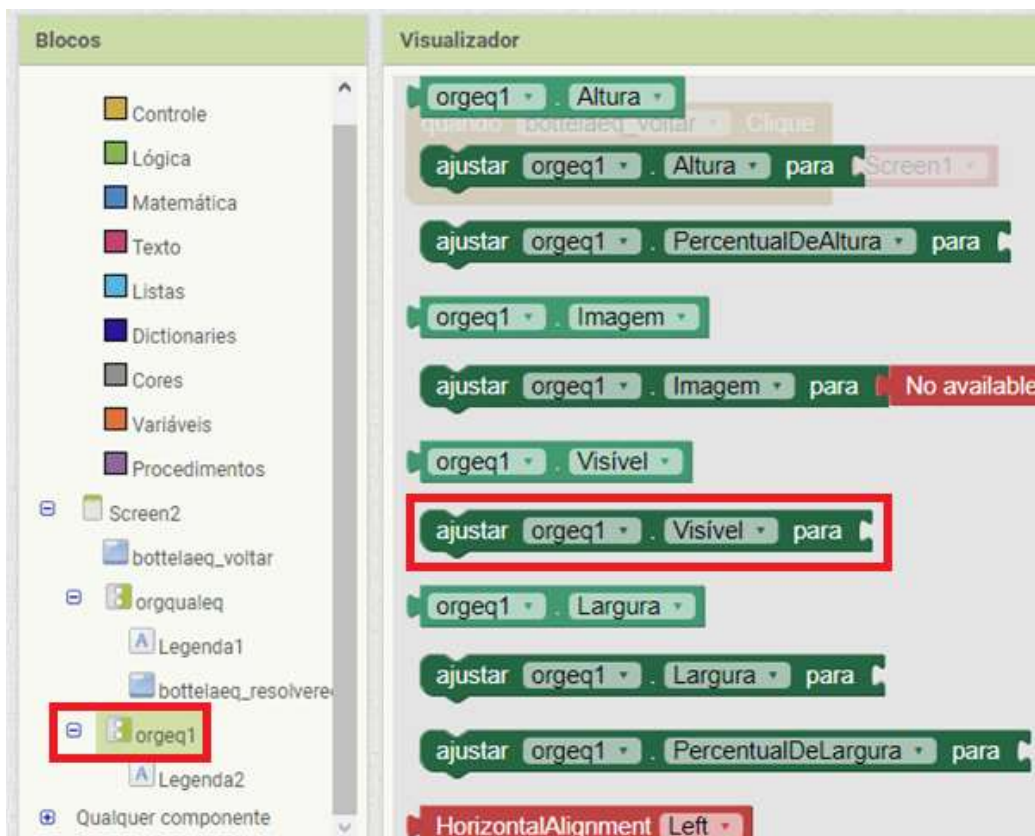 Blocos
Controle
Lógica
Matemática
Texto
Listas
Dictionaries
Cores
Variáveis
Procedimentos
Screen2
bottelaeq_voltar
orgqualeq
Legenda1
bottelaeq_resolvere
orgeq1
Legenda2
Qualquer componente
Visualizador
orgeq1 . Altura
quando bottelaeq_voltar .Clique
ajustar orgeq1 . Altura para Screen1
ajustar orgeq1 . PercentualDeAltura para
orgeq1 . Imagem
ajustar orgeq1 . Imagem para No available
orgeq1 . Visível
ajustar orgeq1 . Visível para
orgeq1 . Largura
ajustar orgeq1 . Largura para
ajustar orgeq1 . PercentualDeLargura para
HorizontalAlignment Left